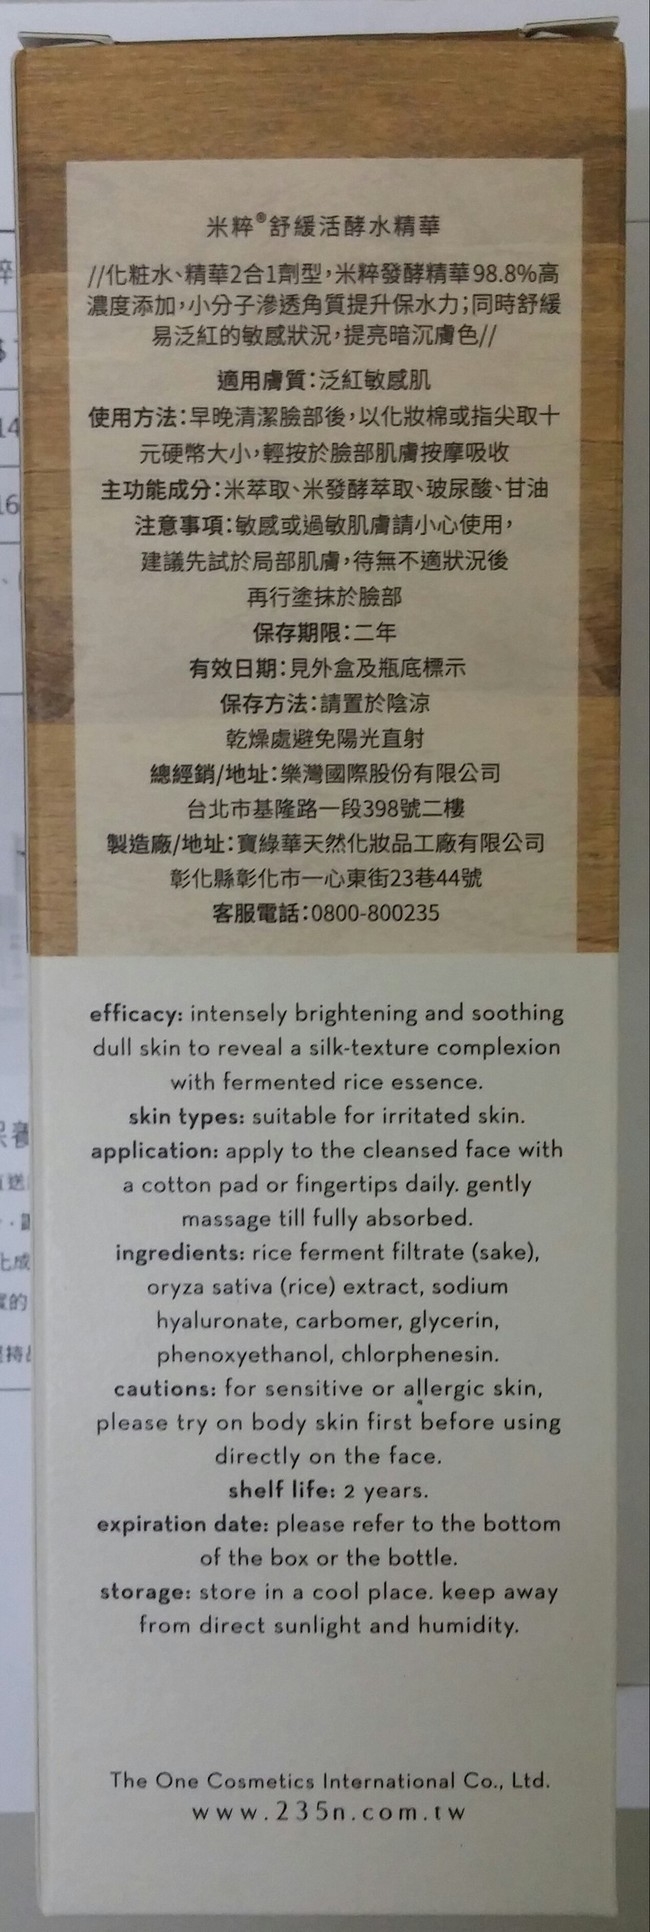 米粹®舒緩活酵水精華
//化粧水、精華2合1劑型,米粹發酵精華98.8%高
濃度添加,小分子滲透角質提升保水力;同時舒緩
易泛紅的敏感狀況,提亮暗沉膚色//
適用膚質:泛紅敏感肌
使用方法:早晚清潔臉部後,以化妝棉或指尖取十
元硬幣大小,輕按於臉部肌膚按摩吸收
主功能成分:米萃取、米發酵萃取、玻尿酸、甘油
注意事項:敏感或過敏肌膚請小心使用,
建議先試於局部肌膚,待無不適狀況後
再行塗抹於臉部
保存期限:二年
有效日期:見外盒及瓶底標示
保存方法:請置於陰涼
乾燥處避免陽光直射
總經銷/地址:樂灣國際股份有限公司
台北市基隆路一段398號二樓
製造廠/地址:寶綠華天然化妝品工廠有限公司
彰化縣彰化市一心東街23巷44號
客服電話:0800-800235
efficacy: intensely brightening and soothing
dull skin to reveal a silk-texture complexion
with fermented rice essence.
skin types: suitable for irritated skin.
application: apply to the cleansed face with
a cotton pad or fingertips daily. gently
massage till fully absorbed.
ingredients: rice ferment filtrate (sake),
oryza sativa (rice) extract, sodium
hyaluronate, carbomer, glycerin,
phenoxyethanol, chlorphenesin.
cautions: for sensitive or allergic skin,
please try on body skin first before using
directly on the face.
shelf life: 2 years.
expiration date: please refer to the bottom
of the box or the bottle.
storage: store in a cool place. keep away
from direct sunlight and humidity.
The One Cosmetics International Co., Ltd.
www.235n.com.tw